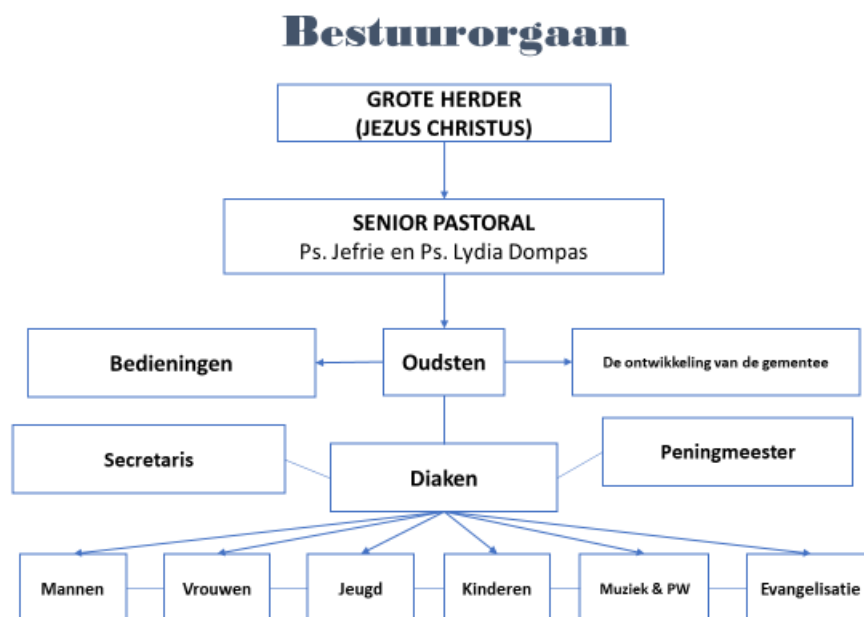 Bestuurorgaan
GROTE HERDER
(JEZUS CHRISTUS)
SENIOR PASTORAL
Ps. Jefrie en Ps. Lydia Dompas
Bedieningen
Oudsten
De ontwikkeling van de gementee
Secretaris
Diaken
Peningmeester
Mannen
Vrouwen
Jeugd
Kinderen
Muziek & PW
Evangelisatie